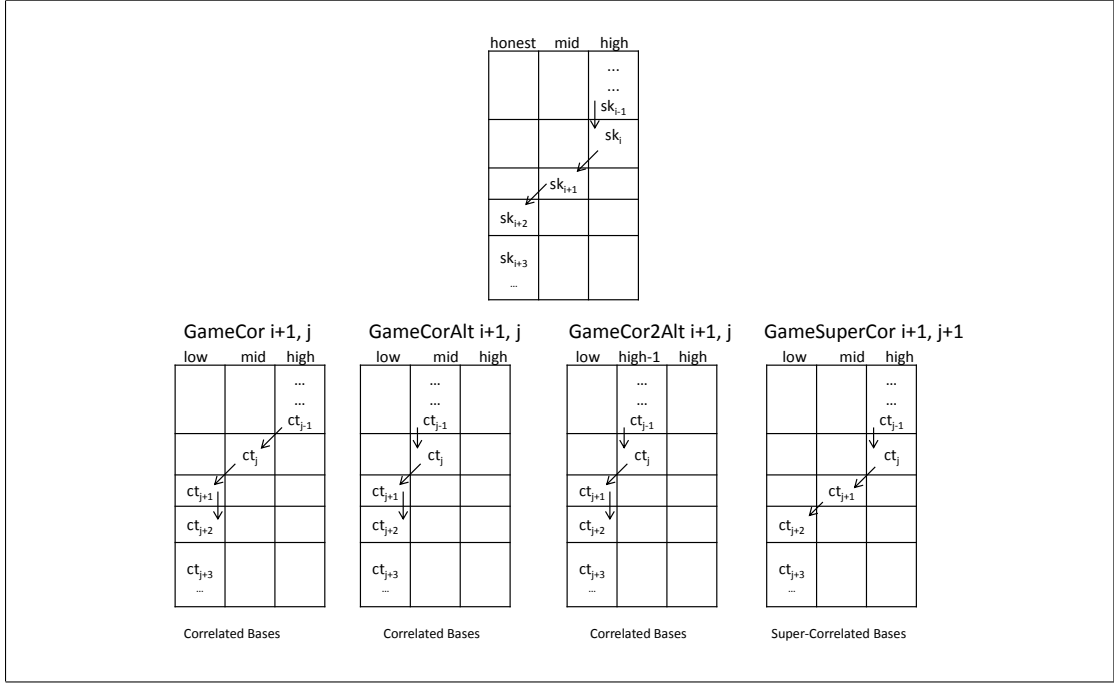 honest mid high
...
...
sk_{i-1}
sk_i
sk_{i+1}
sk_{i+2}
sk_{i+3}
...
GameCor i+1, j
low mid high
...
...
ct_{j-1}
ct_j
ct_{j+1}
ct_{j+2}
ct_{j+3}
...
Correlated Bases
GameCorAlt i+1, j
low mid high
...
...
ct_{j-1}
ct_j
ct_{j+1}
ct_{j+2}
ct_{j+3}
...
Correlated Bases
GameCor2Alt i+1, j
low high-1 high
...
...
ct_{j-1}
ct_j
ct_{j+1}
ct_{j+2}
ct_{j+3}
...
Correlated Bases
GameSuperCor i+1, j+1
low mid high
...
...
ct_{j-1}
ct_j
ct_{j+1}
ct_{j+2}
ct_{j+3}
...
Super-Correlated Bases